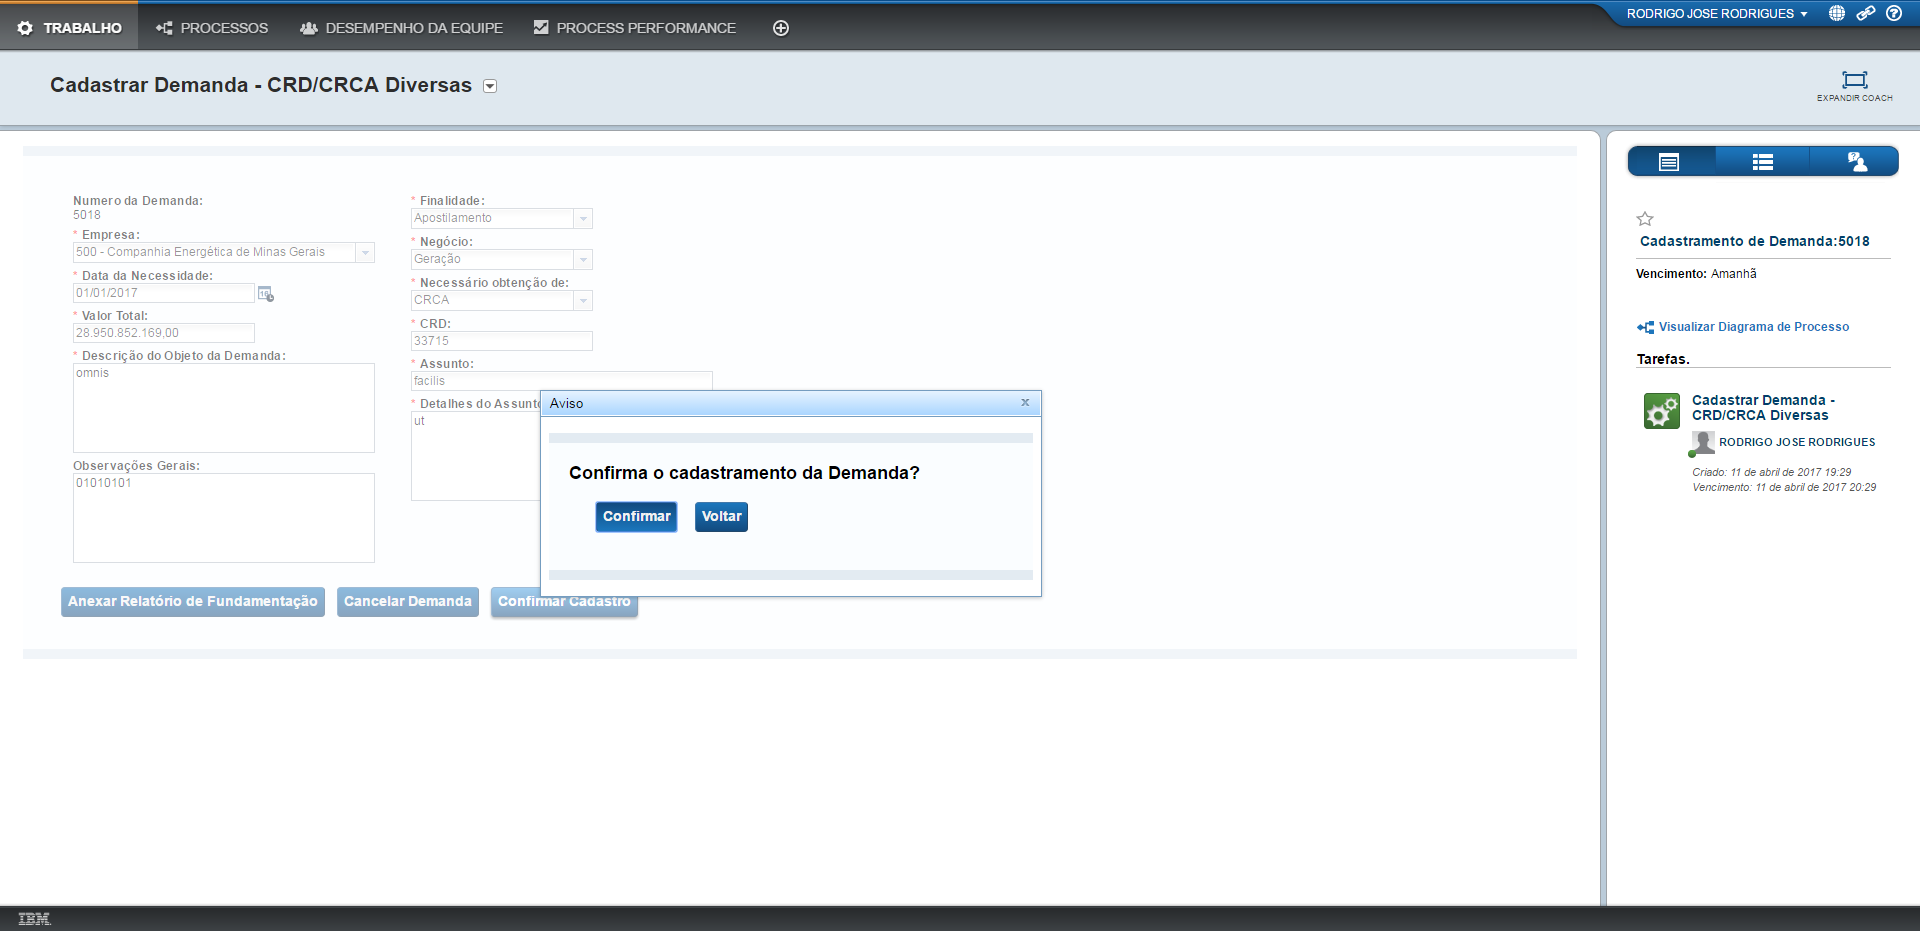 TRABALHO
PROCESSOS
DESEMPENHO DA EQUIPE
PROCESS PERFORMANCE
RODRIGO JOSE RODRIGUES
Cadastrar Demanda - CRD/CRCA Diversas
EXPANDIR COACH
Numero da Demanda:
5018
* Empresa:
500 - Companhia Energética de Minas Gerais
* Data da Necessidade:
01/01/2017
* Valor Total:
28.950.852.169,00
* Descrição do Objeto da Demanda:
omnis
Observações Gerais:
01010101
* Finalidade:
Apostilamento
* Negócio:
Geração
* Necessário obtenção de:
CRCA
* CRD:
33715
* Assunto:
facilis
* Detalhes do Assunto
ut
Aviso
x
Confirma o cadastramento da Demanda?
Confirmar
Voltar
Anexar Relatório de Fundamentação
Cancelar Demanda
Confirmar Cadastro
Cadastramento de Demanda:5018
Vencimento: Amanhã
Visualizar Diagrama de Processo
Tarefas.
Cadastrar Demanda -
CRD/CRCA Diversas
RODRIGO JOSE RODRIGUES
Criado: 11 de abril de 2017 19:29
Vencimento: 11 de abril de 2017 20:29
IBM.